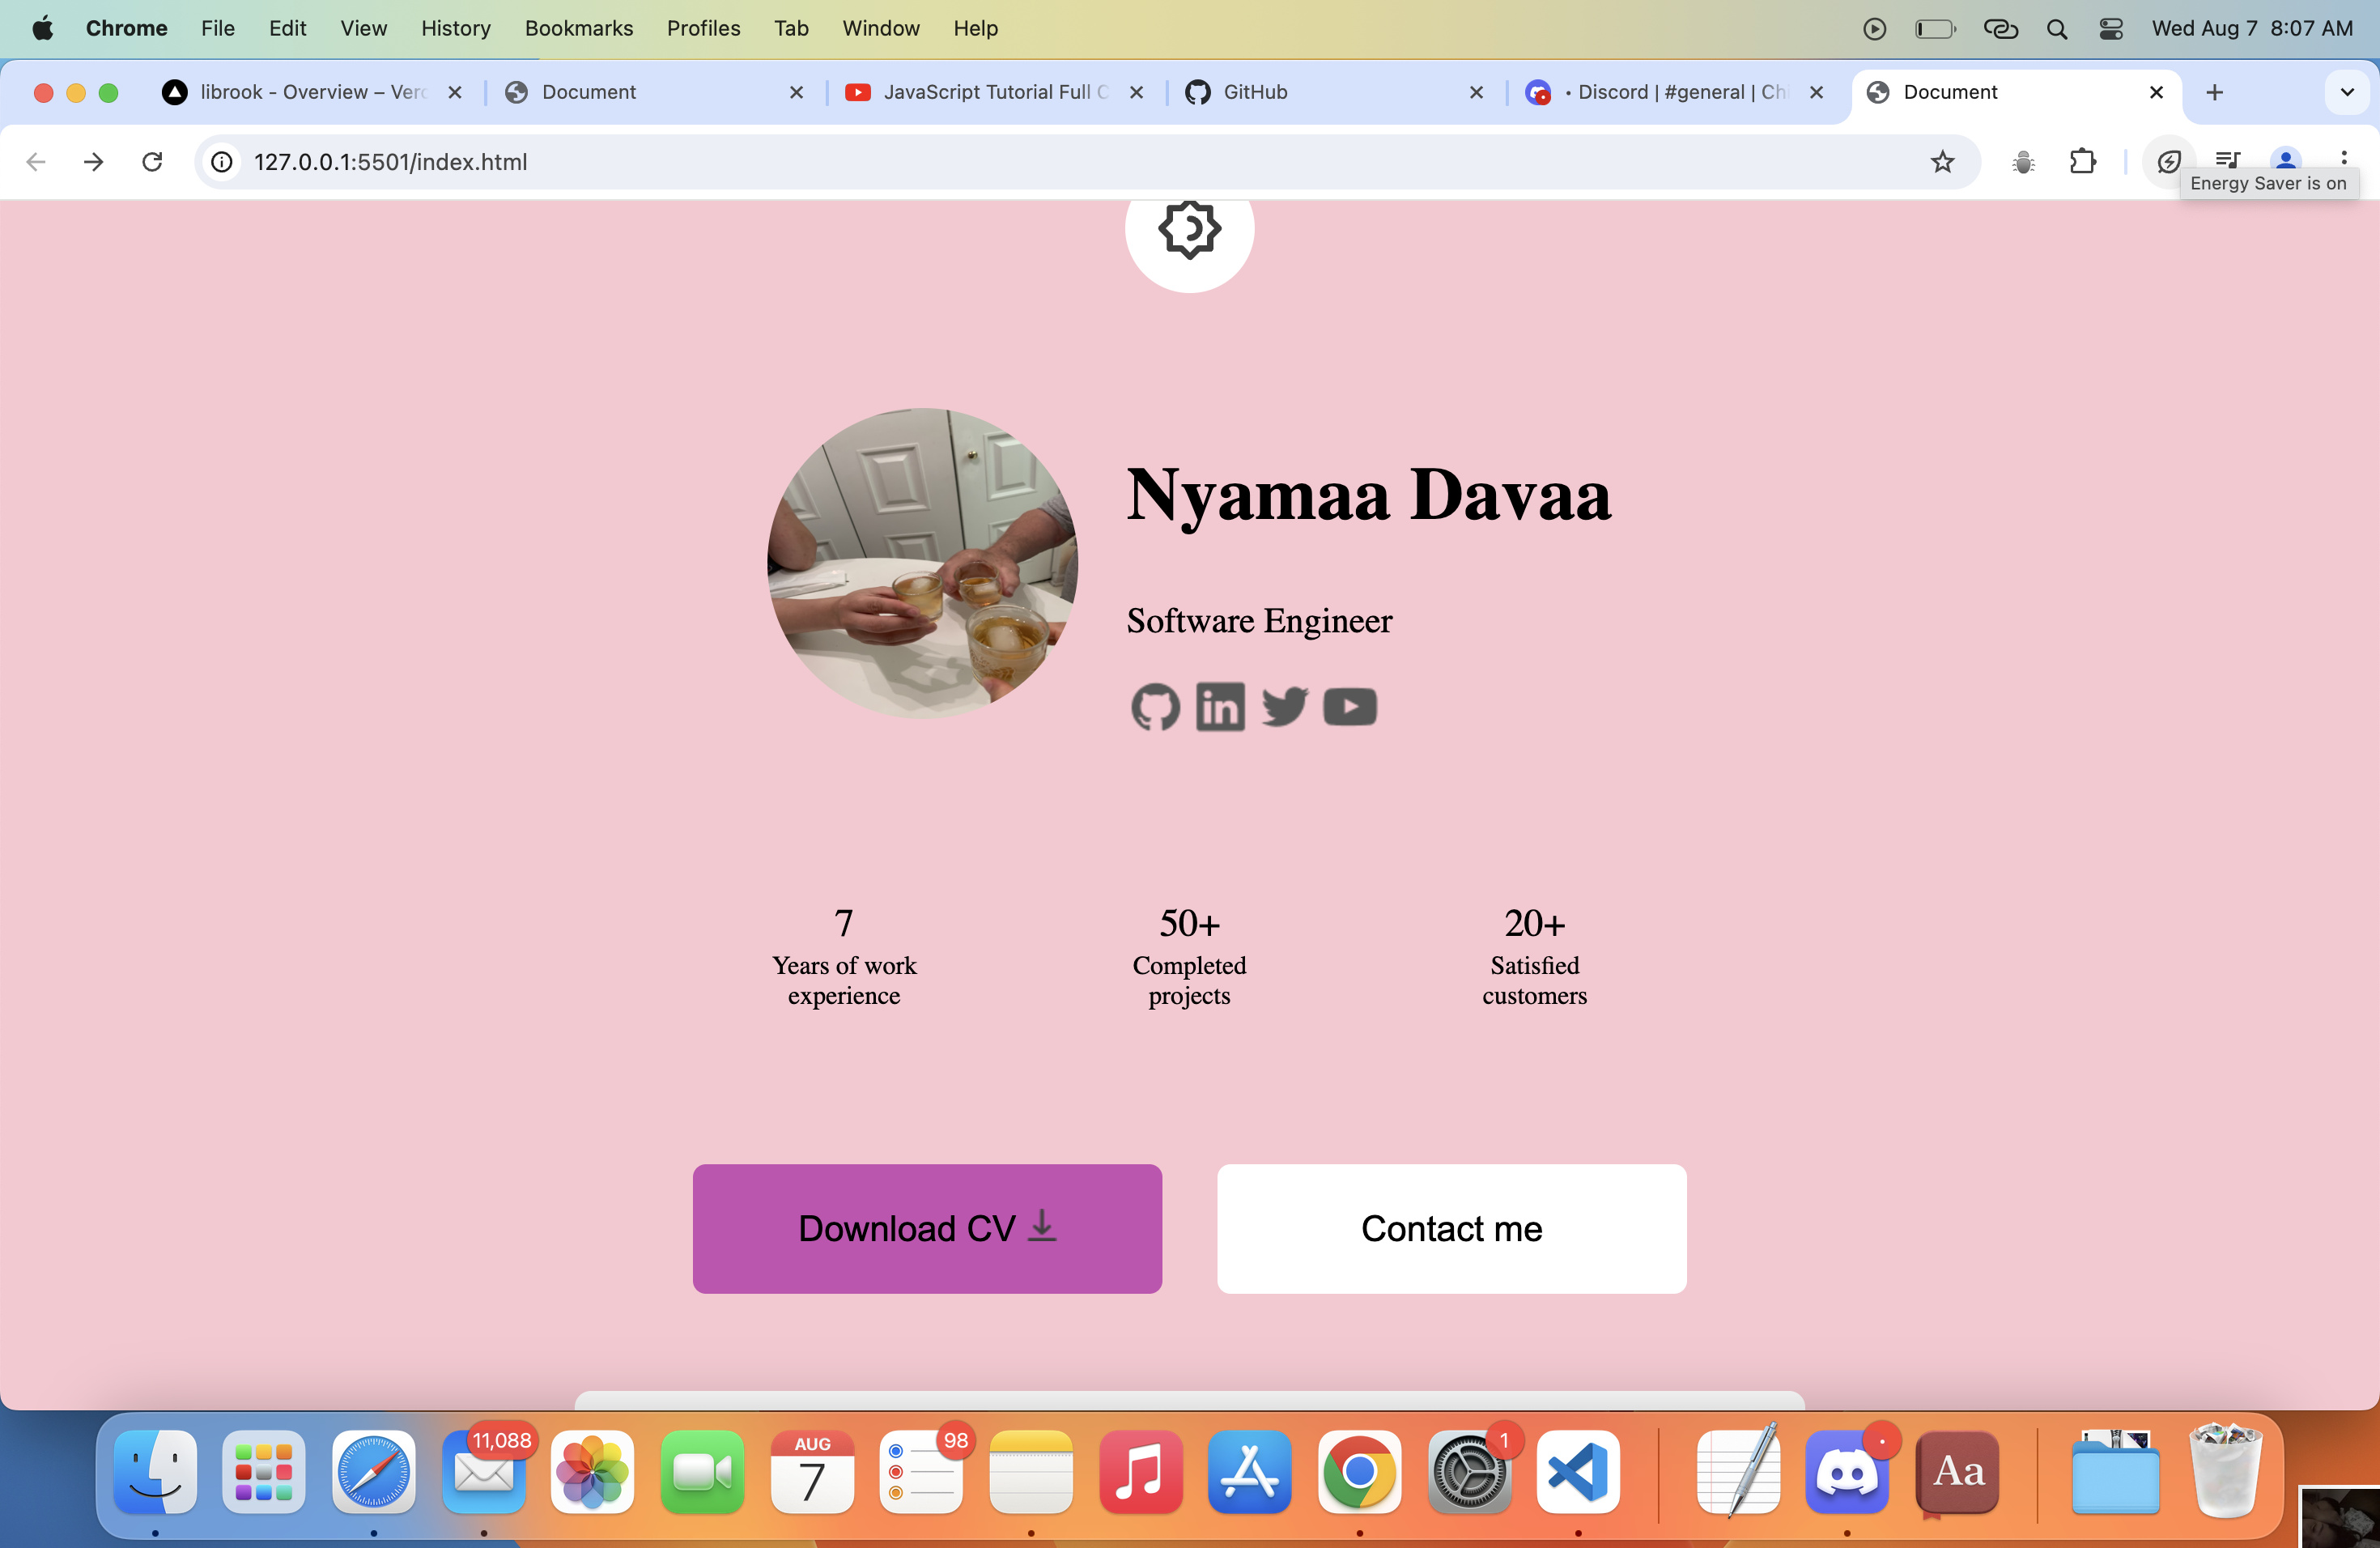 Chrome File Edit View History Bookmarks Profiles Tab Window Help Wed Aug 7 8:07 AM
librook - Overview – Verc Document JavaScript Tutorial Full C GitHub • Discord | #general | Ch Document
127.0.0.1:5501/index.html
Energy Saver is on
Nyamaa Davaa
Software Engineer
in
7 50+ 20+
Years of work Completed Satisfied
experience projects customers
Download CV Contact me
11,088 AUG 98 1
7 Aa